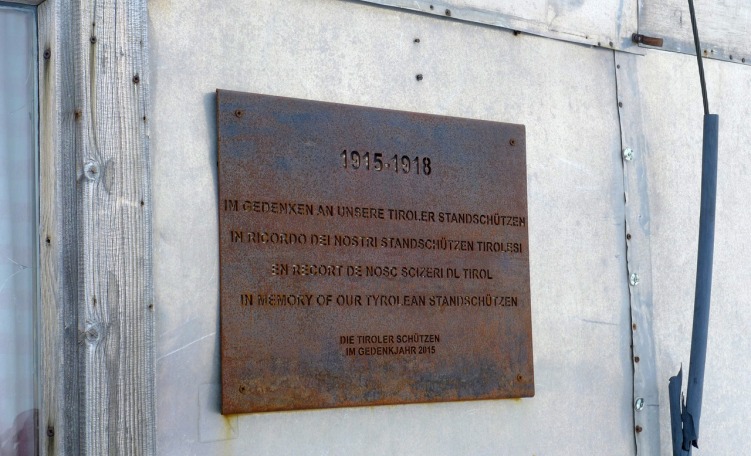 1915-1918
IM GEDENKEN AN UNSERE TIROLER STANDSCHÜTZEN
IN RICORDO DEI NOSTRI STANDSCHÜTZEN TIROLESI
EN RECORT DE NOSC SCIZERI DL TIROL
IN MEMORY OF OUR TYROLEAN STANDSCHÜTZEN
DIE TIROLER SCHÜTZEN
IM GEDENKJAHR 2015